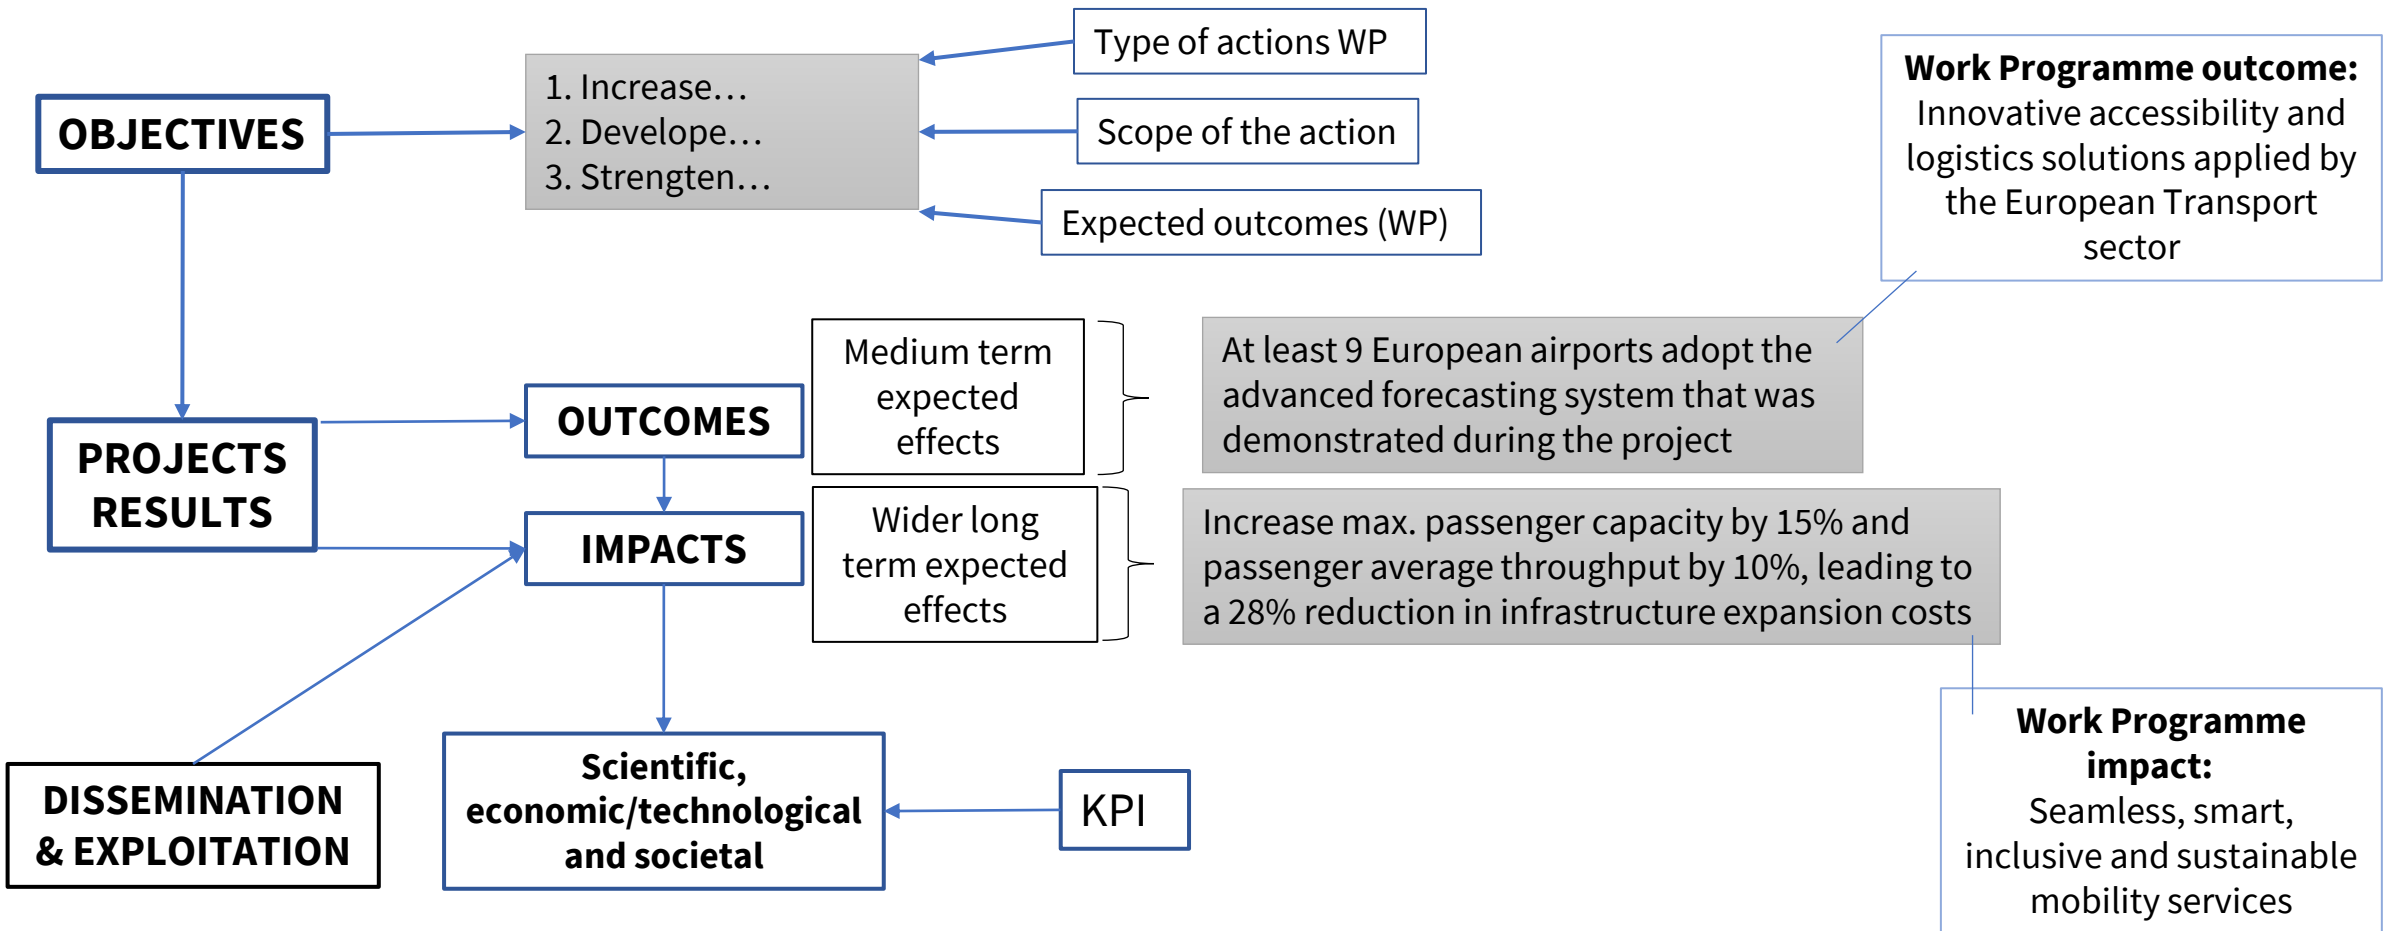 Type of actions WP
OBJECTIVES
1. Increase…
2. Develope…
3. Strengten…
Scope of the action
Expected outcomes (WP)
Work Programme outcome:
Innovative accessibility and
logistics solutions applied by
the European Transport
sector
PROJECTS
RESULTS
OUTCOMES
Medium term
expected
effects
At least 9 European airports adopt the
advanced forecasting system that was
demonstrated during the project
IMPACTS
Wider long
term expected
effects
Increase max. passenger capacity by 15% and
passenger average throughput by 10%, leading to
a 28% reduction in infrastructure expansion costs
DISSEMINATION
& EXPLOITATION
Scientific,
economic/technological
and societal
KPI
Work Programme
impact:
Seamless, smart,
inclusive and sustainable
mobility services